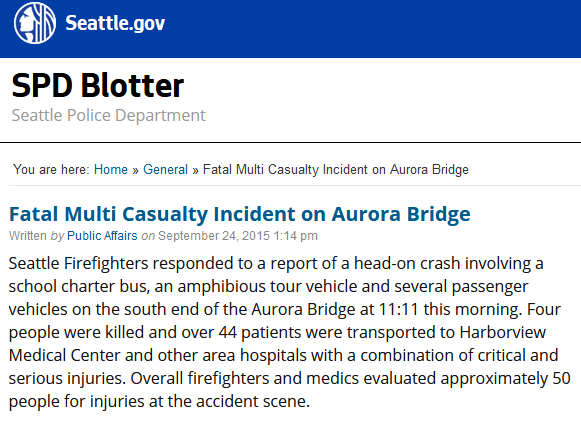 Seattle.gov
SPD Blotter
Seattle Police Department
You are here: Home » General » Fatal Multi Casualty Incident on Aurora Bridge
Fatal Multi Casualty Incident on Aurora Bridge
Written by Public Affairs on September 24, 2015 1:14 pm
Seattle Firefighters responded to a report of a head-on crash involving a
school charter bus, an amphibious tour vehicle and several passenger
vehicles on the south end of the Aurora Bridge at 11:11 this morning. Four
people were killed and over 44 patients were transported to Harborview
Medical Center and other area hospitals with a combination of critical and
serious injuries. Overall firefighters and medics evaluated approximately 50
people for injuries at the accident scene.